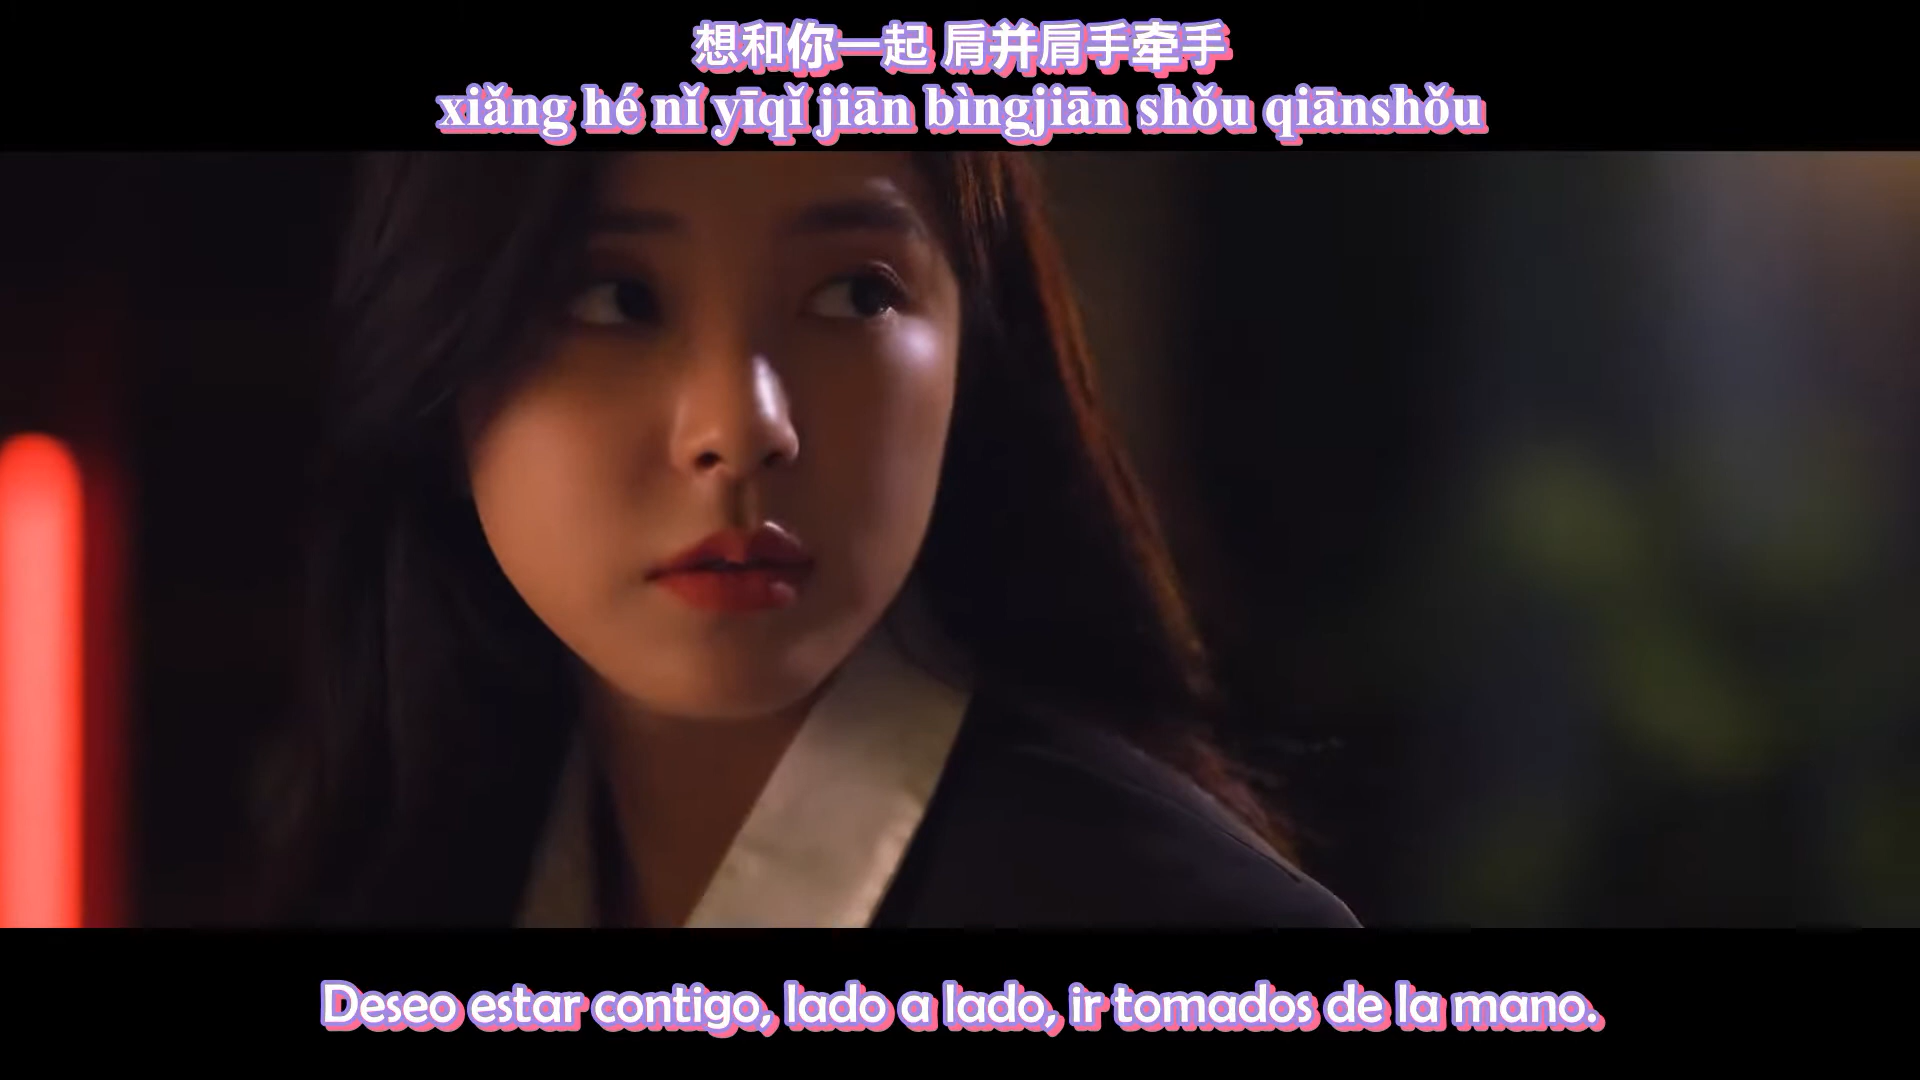 想和你一起 肩并肩手牵手
xiǎng hé nǐ yīqǐ jiān bìngjiān shǒu qiānshǒu
Deseo estar contigo, lado a lado, ir tomados de la mano.